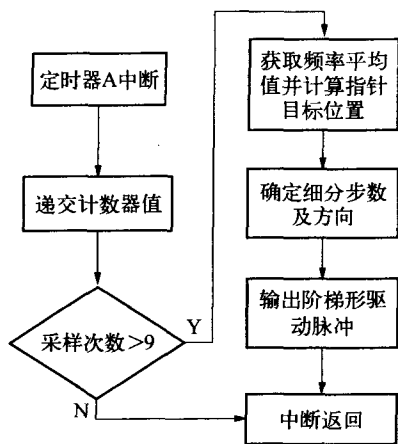 定时器A中断
递交计数器值
采样次数>9
Y
N
获取频率平均
值并计算指针
目标位置
确定细分步数
及方向
输出阶梯形驱
动脉冲
中断返回